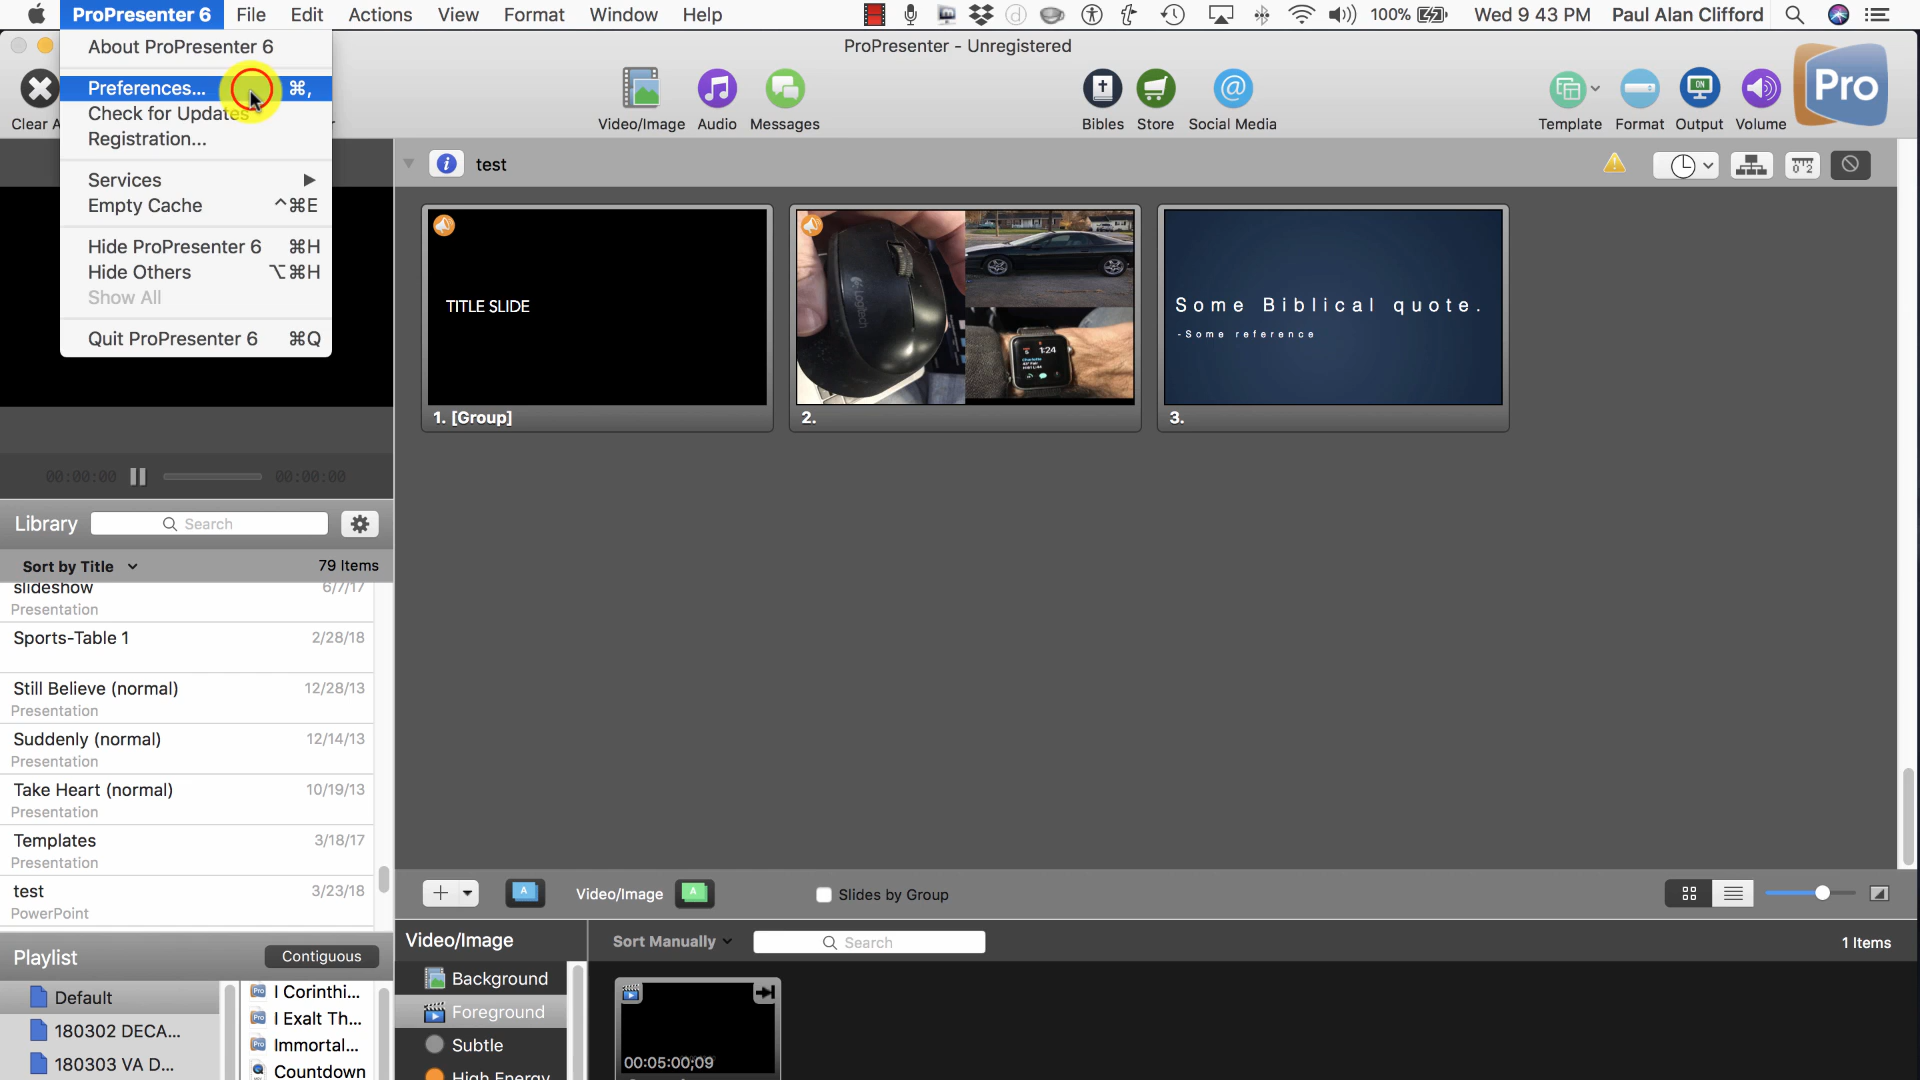 ProPresenter 6 File Edit Actions View Format Window Help 100% Wed 9 43 PM Paul Alan Clifford
About ProPresenter 6
Preferences... ⌘,
Check for Updates
Registration...
Services ▶
Empty Cache ^⌘E
Hide ProPresenter 6 ⌘H
Hide Others ⌥⌘H
Show All
Quit ProPresenter 6 ⌘Q
ProPresenter - Unregistered
Clear A
Video/Image Audio Messages
Bibles Store Social Media
Template Format Output Volume
ON
Pro
test
TITLE SLIDE
1. [Group]
Logitech
1:24
2.
Some Biblical quote.
-Some reference
3.
00:00:00 00:00:00
Library Search
Sort by Title 79 Items
slideshow 6/7/17
Presentation
Sports-Table 1 2/28/18
Still Believe (normal) 12/28/13
Presentation
Suddenly (normal) 12/14/13
Presentation
Take Heart (normal) 10/19/13
Presentation
Templates 3/18/17
Presentation
test 3/23/18
PowerPoint
A Video/Image A Slides by Group
Playlist Contiguous
Default
180302 DECA...
180303 VA D...
I Corinthi...
I Exalt Th...
Immortal...
Countdown
Video/Image
Background
Foreground
Subtle
High Energy
Sort Manually Search 1 Items
00:05:00;09